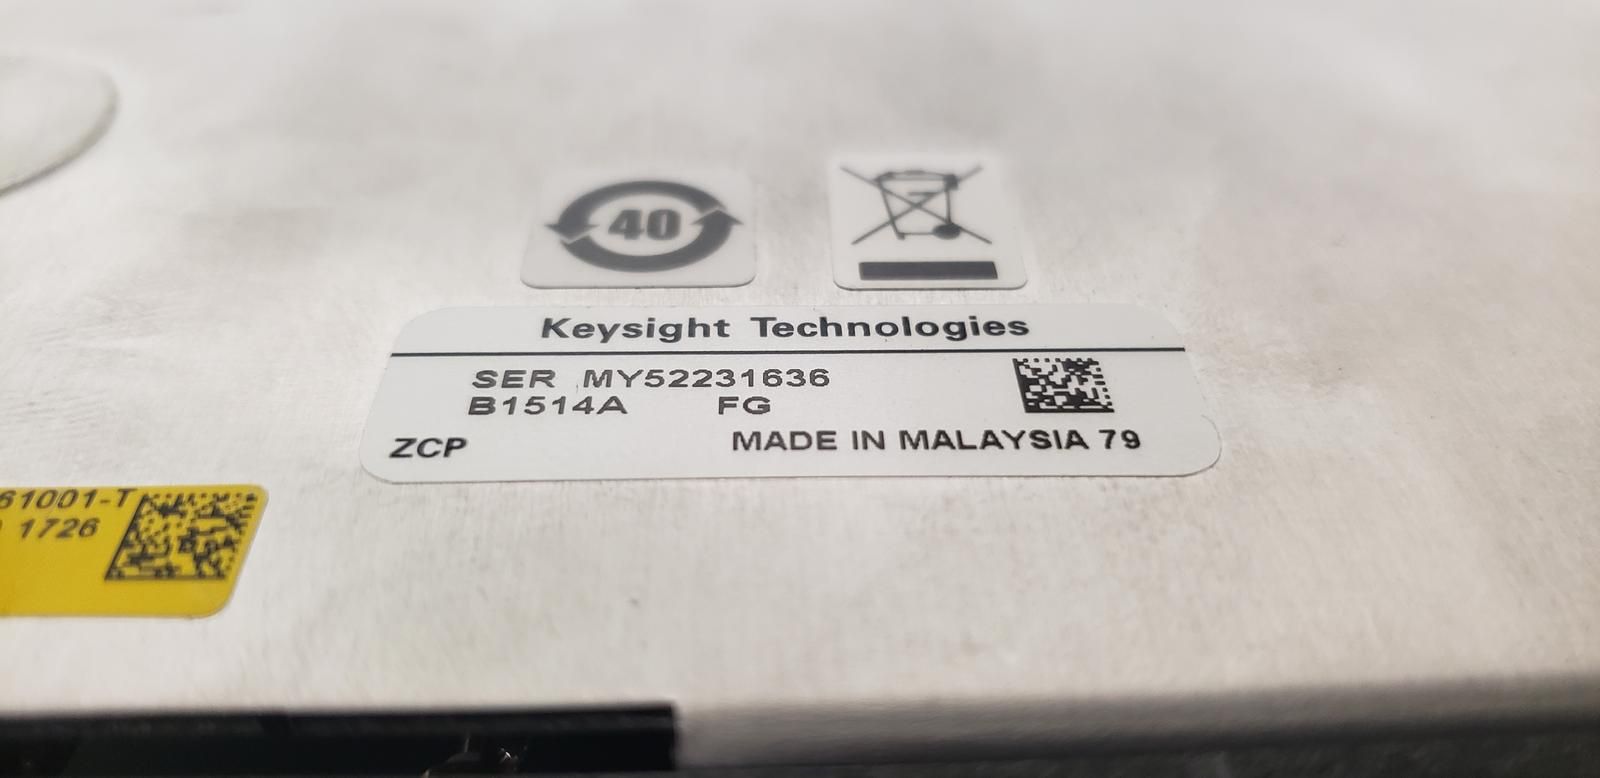 40
Keysight Technologies
SER MY52231636
B1514A FG
ZCP MADE IN MALAYSIA 79
61001-T
1726